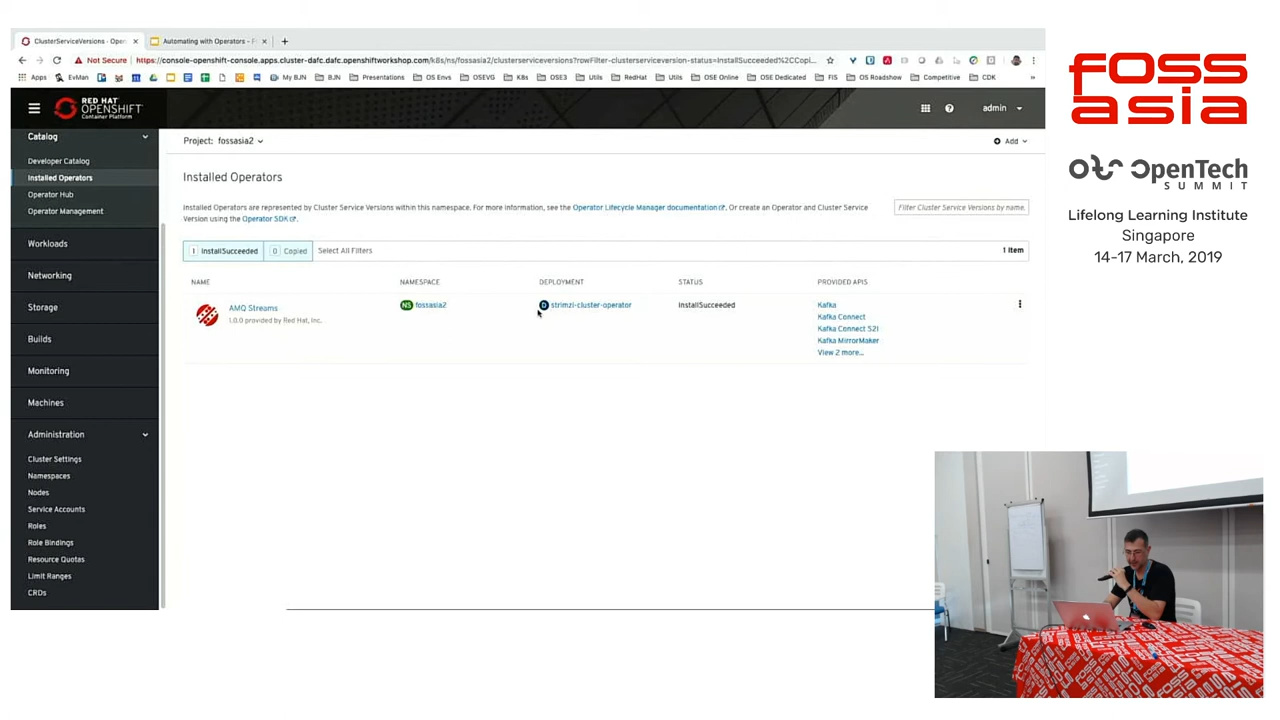 ClusterServiceVersions · Open
Automating with Operators - F
Not Secure
https://console-openshift-console.apps.cluster-dafc.dafc.openshiftworkshop.com/k8s/ns/fossasia2/clusterserviceversions?rowFilter-clusterserviceversion-status=InstallSucceeded%2CCopi...
Apps
EvMan
My BJN
BJN
Presentations
OS Envs
OSEVG
K8s
OSE3
Utils
RedHat
Utils
OSE Online
OSE Dedicated
FIS
OS Roadshow
Competitive
CDK
RED HAT
OPENSHIFT
Container Platform
admin
Catalog
Developer Catalog
Installed Operators
Operator Hub
Operator Management
Workloads
Networking
Storage
Builds
Monitoring
Machines
Administration
Cluster Settings
Namespaces
Nodes
Service Accounts
Roles
Role Bindings
Resource Quotas
Limit Ranges
CRDs
Project: fossasia2
Add
Installed Operators
Installed Operators are represented by Cluster Service Versions within this namespace. For more information, see the Operator Lifecycle Manager documentation. Or create an Operator and Cluster Service
Version using the Operator SDK.
Filter Cluster Service Versions by name.
1 InstallSucceeded
0 Copied
Select All Filters
1 Item
NAME
NAMESPACE
DEPLOYMENT
STATUS
PROVIDED APIS
AMQ Streams
1.0.0 provided by Red Hat, Inc.
NS fossasia2
D strimzi-cluster-operator
InstallSucceeded
Kafka
Kafka Connect
Kafka Connect S2I
Kafka MirrorMaker
View 2 more...
FOSS
asia
OpenTech
SUMMIT
Lifelong Learning Institute
Singapore
14-17 March, 2019